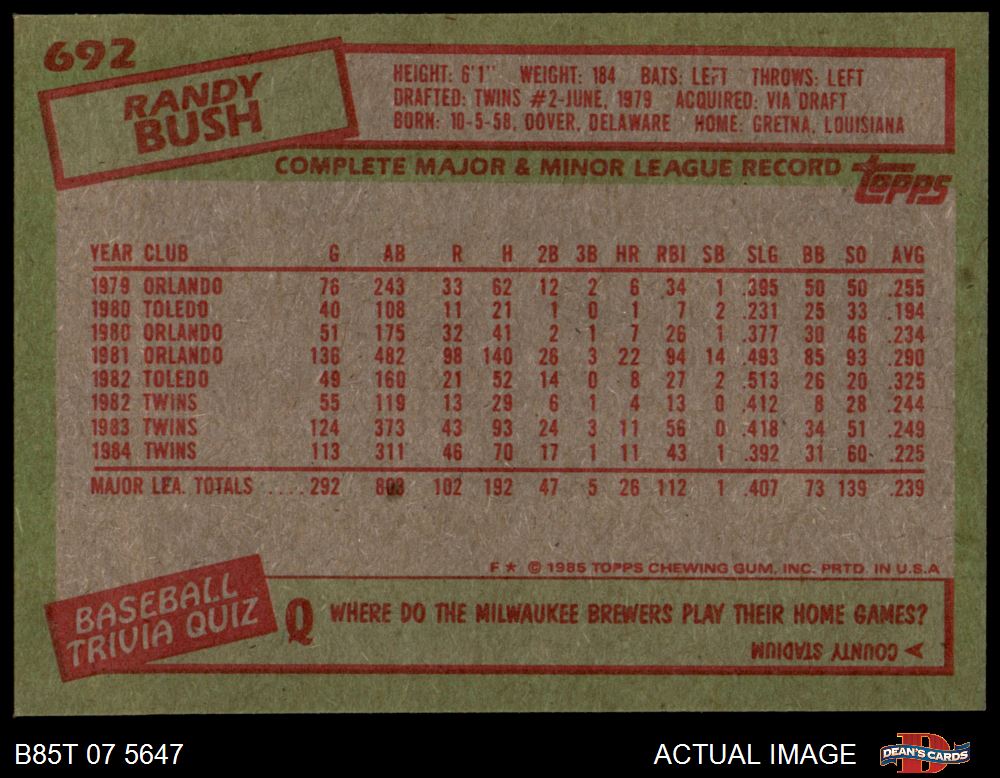 692
RANDY
BUSH
HEIGHT: 6'1" WEIGHT: 184 BATS: LEFT THROWS: LEFT
DRAFTED: TWINS #2-JUNE, 1979 ACQUIRED: VIA DRAFT
BORN: 10-5-58, DOVER, DELAWARE HOME: GRETNA, LOUISIANA
COMPLETE MAJOR & MINOR LEAGUE RECORD
TOPPS
YEAR CLUB G AB R H 2B 3B HR RBI SB SLG BB SO AVG
1979 ORLANDO 76 243 33 62 12 2 6 34 1 .395 50 50 .255
1980 TOLEDO 40 108 11 21 1 0 1 7 2 .231 25 33 .194
1980 ORLANDO 51 175 32 41 2 1 7 26 1 .377 30 46 .234
1981 ORLANDO 136 482 98 140 26 3 22 94 14 .493 85 93 .290
1982 TOLEDO 49 160 21 52 14 0 8 27 2 .513 26 20 .325
1982 TWINS 55 119 13 29 6 1 4 13 0 .412 8 28 .244
1983 TWINS 124 373 43 93 24 3 11 56 0 .418 34 51 .249
1984 TWINS 113 311 46 70 17 1 11 43 1 .392 31 60 .225
MAJOR LEA. TOTALS .... 292 803 102 192 47 5 26 112 1 .407 73 139 .239
F★ © 1985 TOPPS CHEWING GUM, INC. PRTD. IN U.S.A
BASEBALL
TRIVIA QUIZ
Q WHERE DO THE MILWAUKEE BREWERS PLAY THEIR HOME GAMES?
A COUNTY STADIUM
B85T 07 5647
ACTUAL IMAGE
DEAN'S CARDS